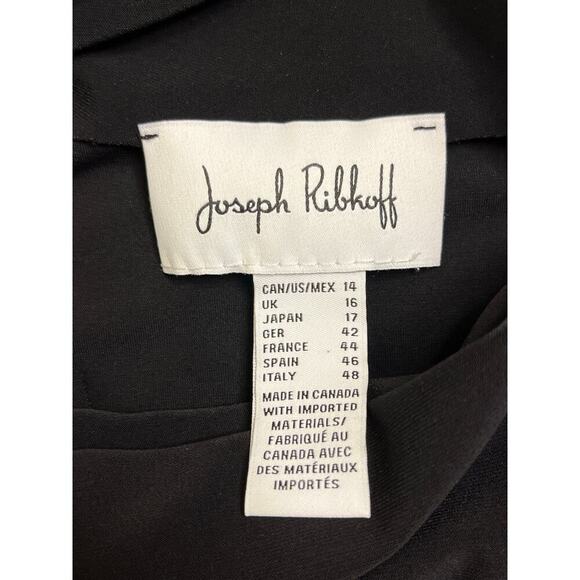 Joseph Ribkoff
CAN/US/MEX 14
UK 16
JAPAN 17
GER 42
FRANCE 44
SPAIN 46
ITALY 48
MADE IN CANADA
WITH IMPORTED
MATERIALS/
FABRIQUÉ AU
CANADA AVEC
DES MATÉRIAUX
IMPORTÉS